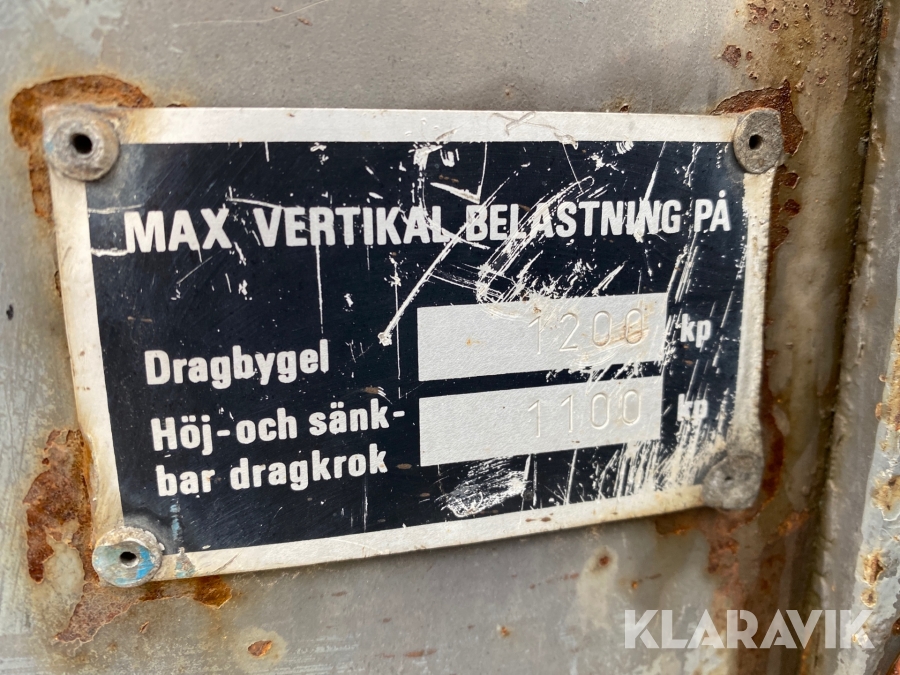 MAX VERTIKAL BELASTNING PÅ
Dragbygel 1200 kp
Höj-och sänk-
bar dragkrok 1100 kp
KLARAVIK